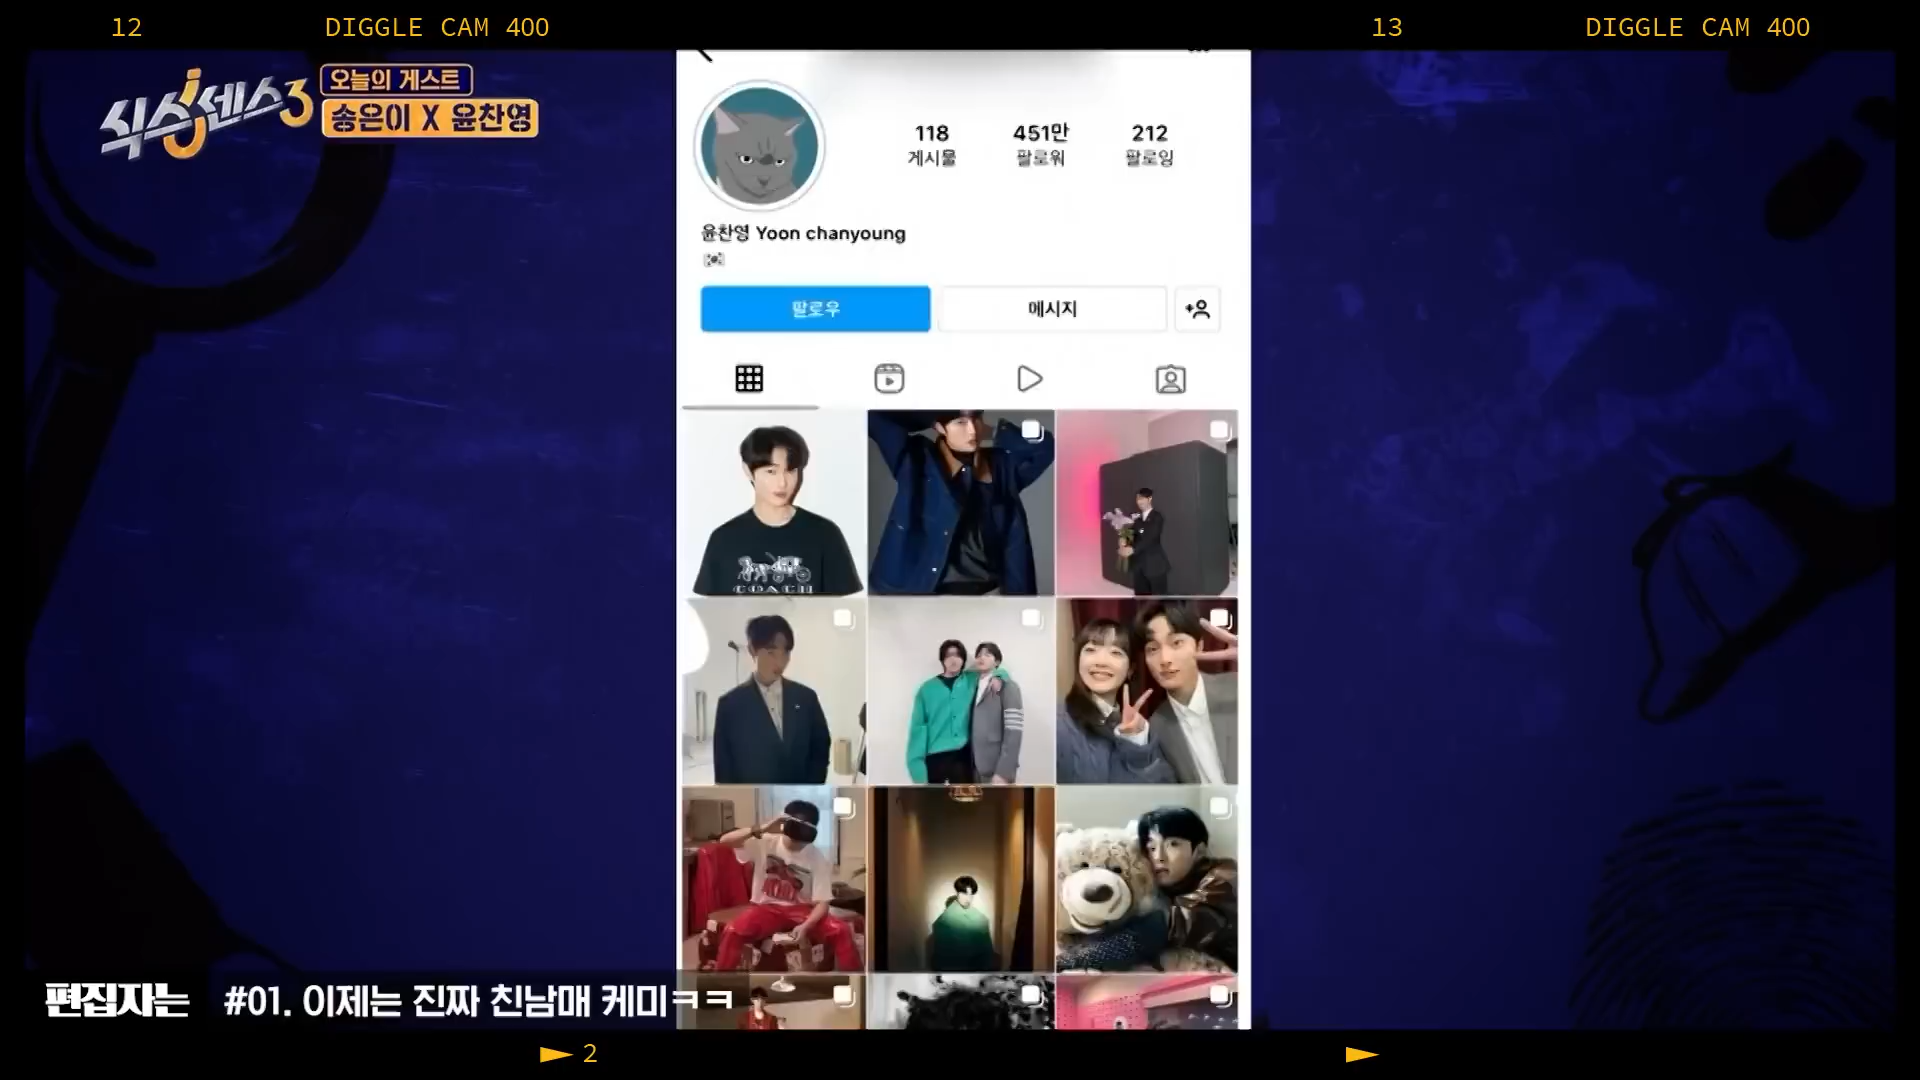 12 DIGGLE CAM 400 13 DIGGLE CAM 400
식스센스3
오늘의 게스트
송은이 X 윤찬영
118 451만 212
게시물 팔로워 팔로잉
윤찬영 Yoon chanyoung
팔로우 메시지
COACH
편집자는 #01. 이제는 진짜 친남매 케미ㅋㅋ
2